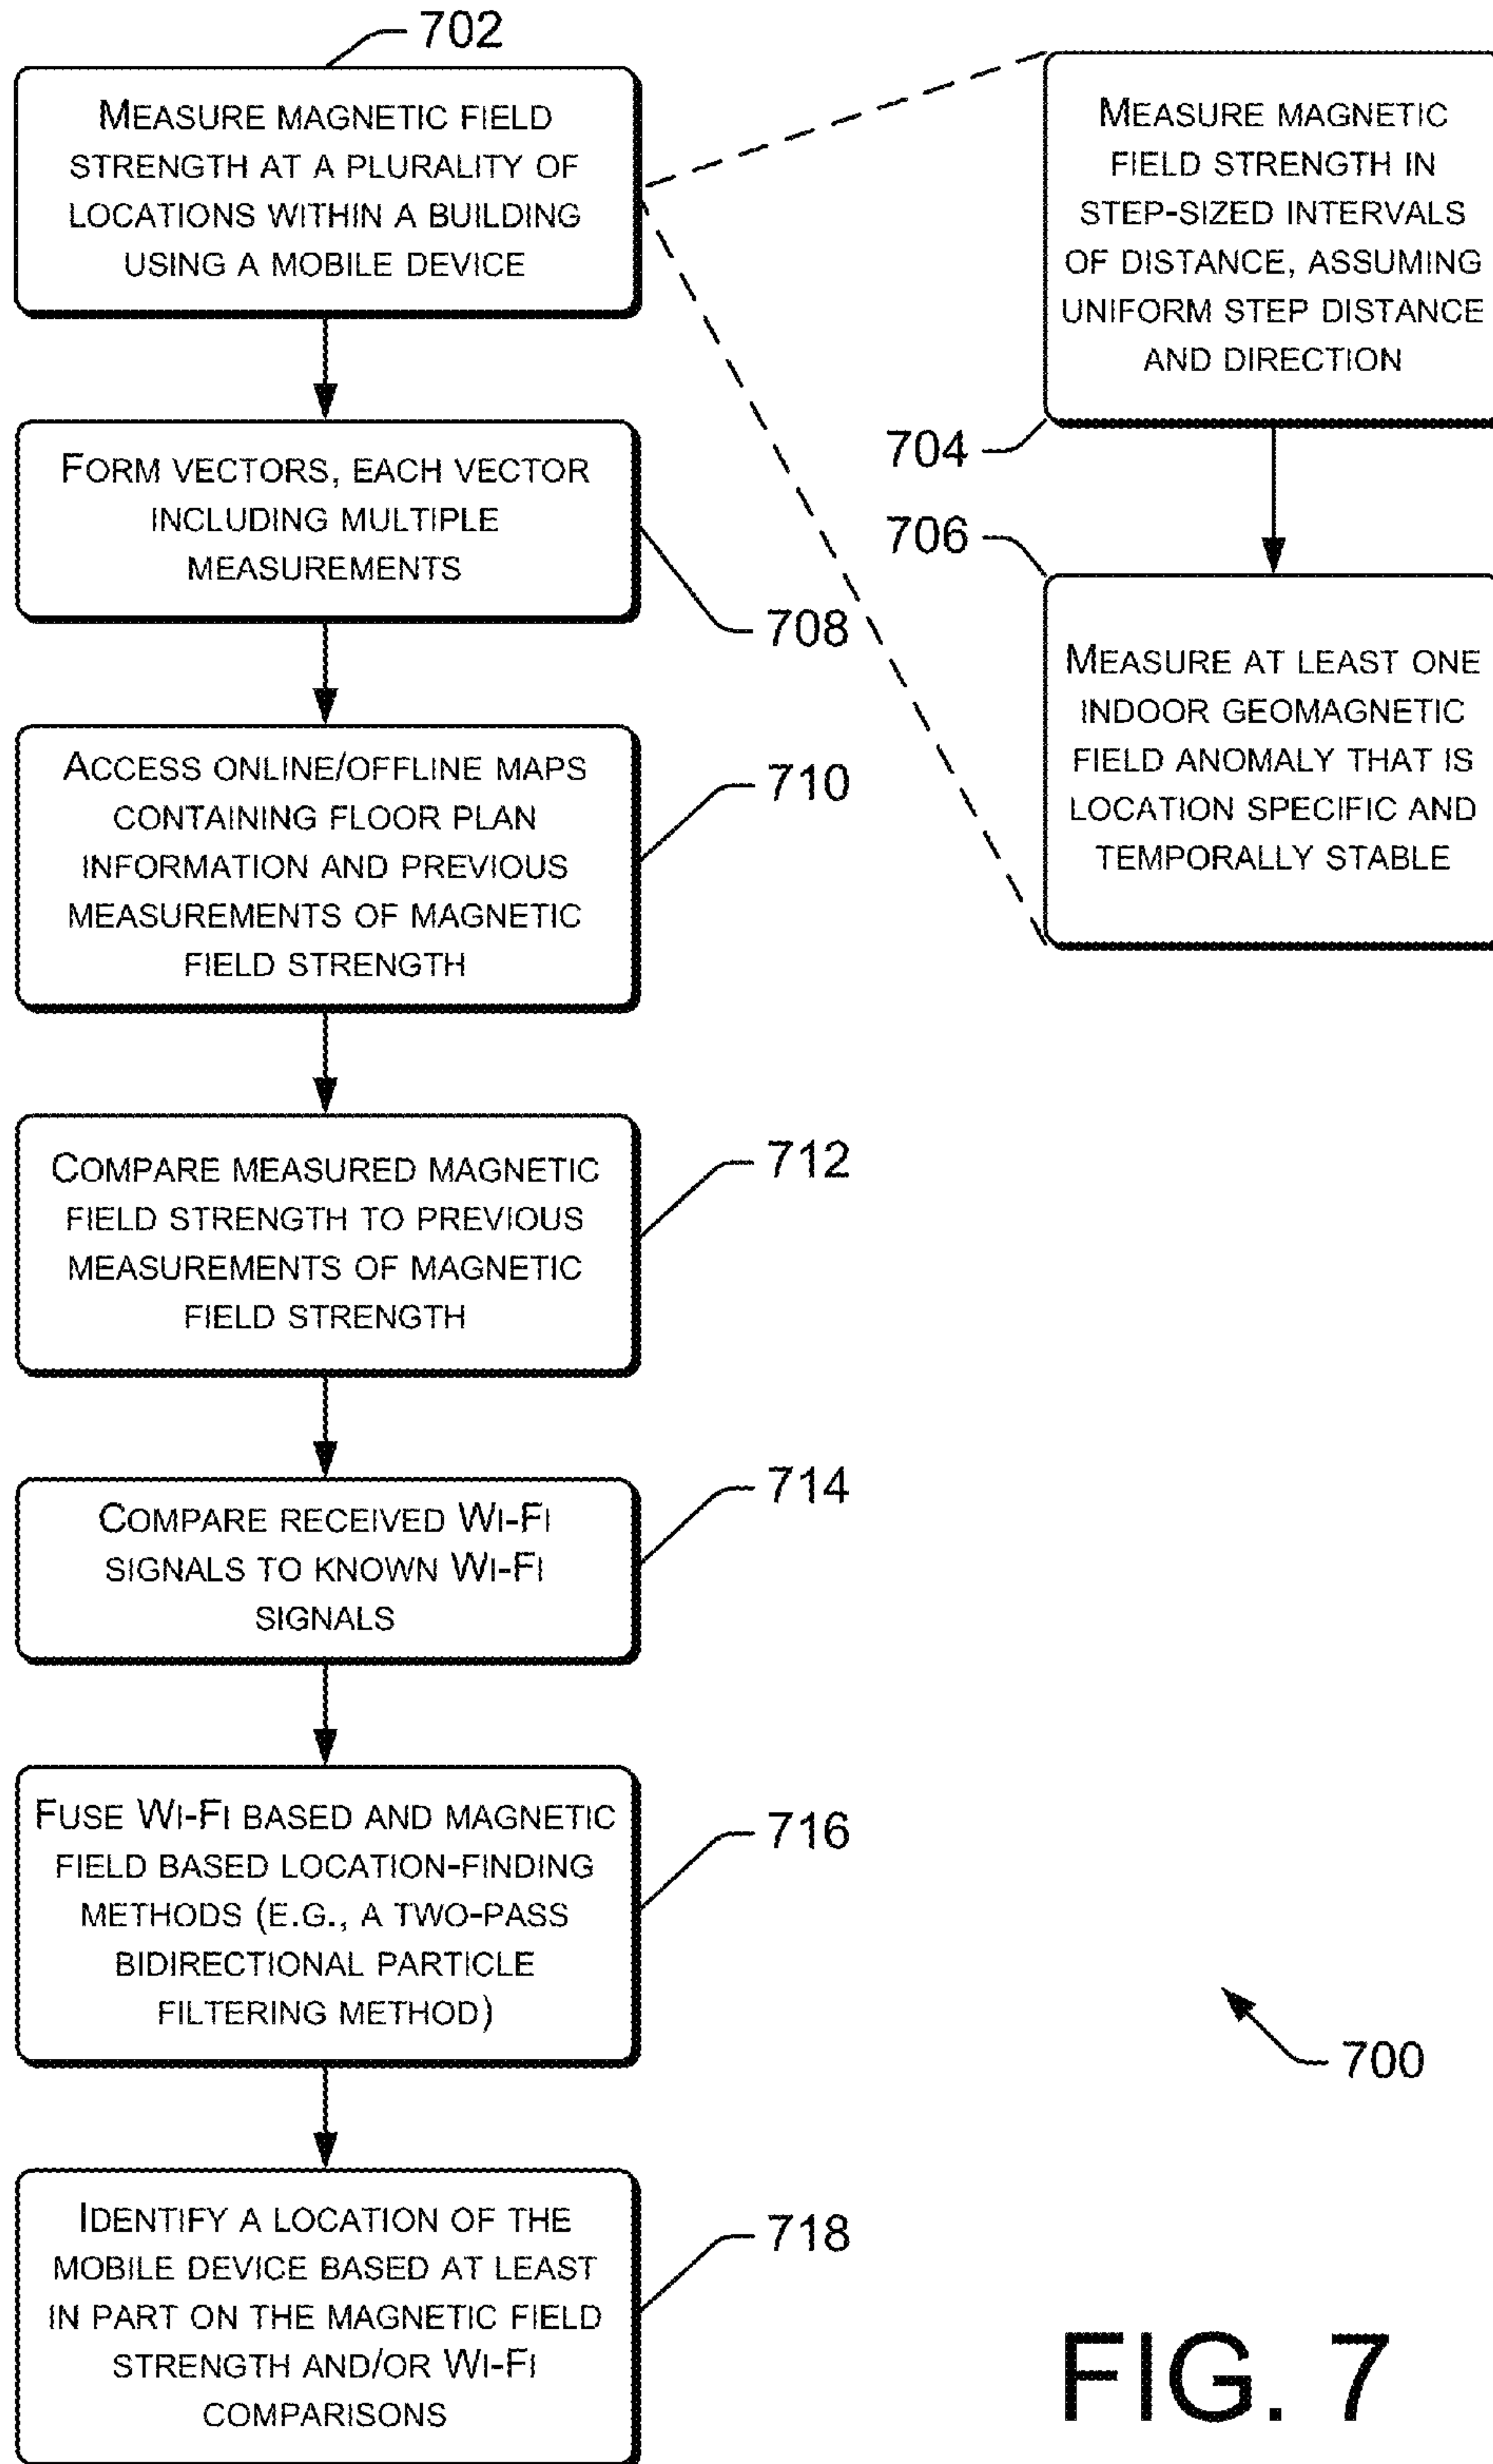 702
MEASURE MAGNETIC FIELD
STRENGTH AT A PLURALITY OF
LOCATIONS WITHIN A BUILDING
USING A MOBILE DEVICE
MEASURE MAGNETIC
FIELD STRENGTH IN
STEP-SIZED INTERVALS
OF DISTANCE, ASSUMING
UNIFORM STEP DISTANCE
AND DIRECTION
704
706
MEASURE AT LEAST ONE
INDOOR GEOMAGNETIC
FIELD ANOMALY THAT IS
LOCATION SPECIFIC AND
TEMPORALLY STABLE
FORM VECTORS, EACH VECTOR
INCLUDING MULTIPLE
MEASUREMENTS
708
ACCESS ONLINE/OFFLINE MAPS
CONTAINING FLOOR PLAN
INFORMATION AND PREVIOUS
MEASUREMENTS OF MAGNETIC
FIELD STRENGTH
710
COMPARE MEASURED MAGNETIC
FIELD STRENGTH TO PREVIOUS
MEASUREMENTS OF MAGNETIC
FIELD STRENGTH
712
COMPARE RECEIVED WI-FI
SIGNALS TO KNOWN WI-FI
SIGNALS
714
FUSE WI-FI BASED AND MAGNETIC
FIELD BASED LOCATION-FINDING
METHODS (E.G., A TWO-PASS
BIDIRECTIONAL PARTICLE
FILTERING METHOD)
716
700
IDENTIFY A LOCATION OF THE
MOBILE DEVICE BASED AT LEAST
IN PART ON THE MAGNETIC FIELD
STRENGTH AND/OR WI-FI
COMPARISONS
718
FIG. 7